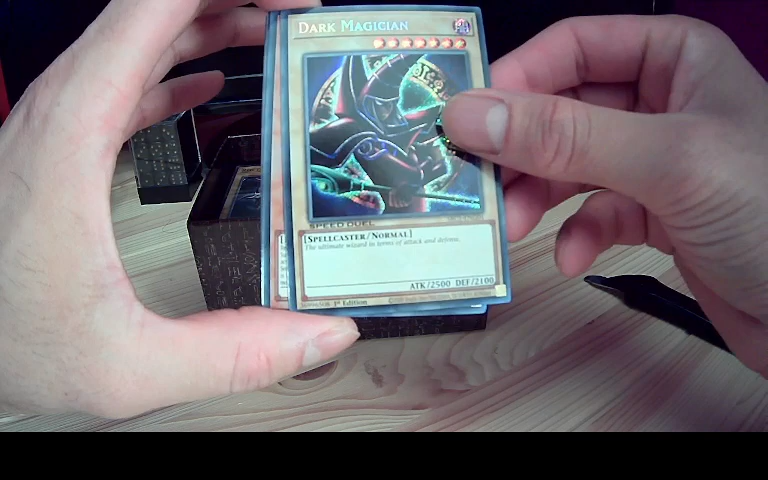 DARK MAGICIAN
SPEED DUEL
[SPELLCASTER/NORMAL]
The ultimate wizard in terms of attack and defense.
ATK/2500 DEF/2100
1st Edition